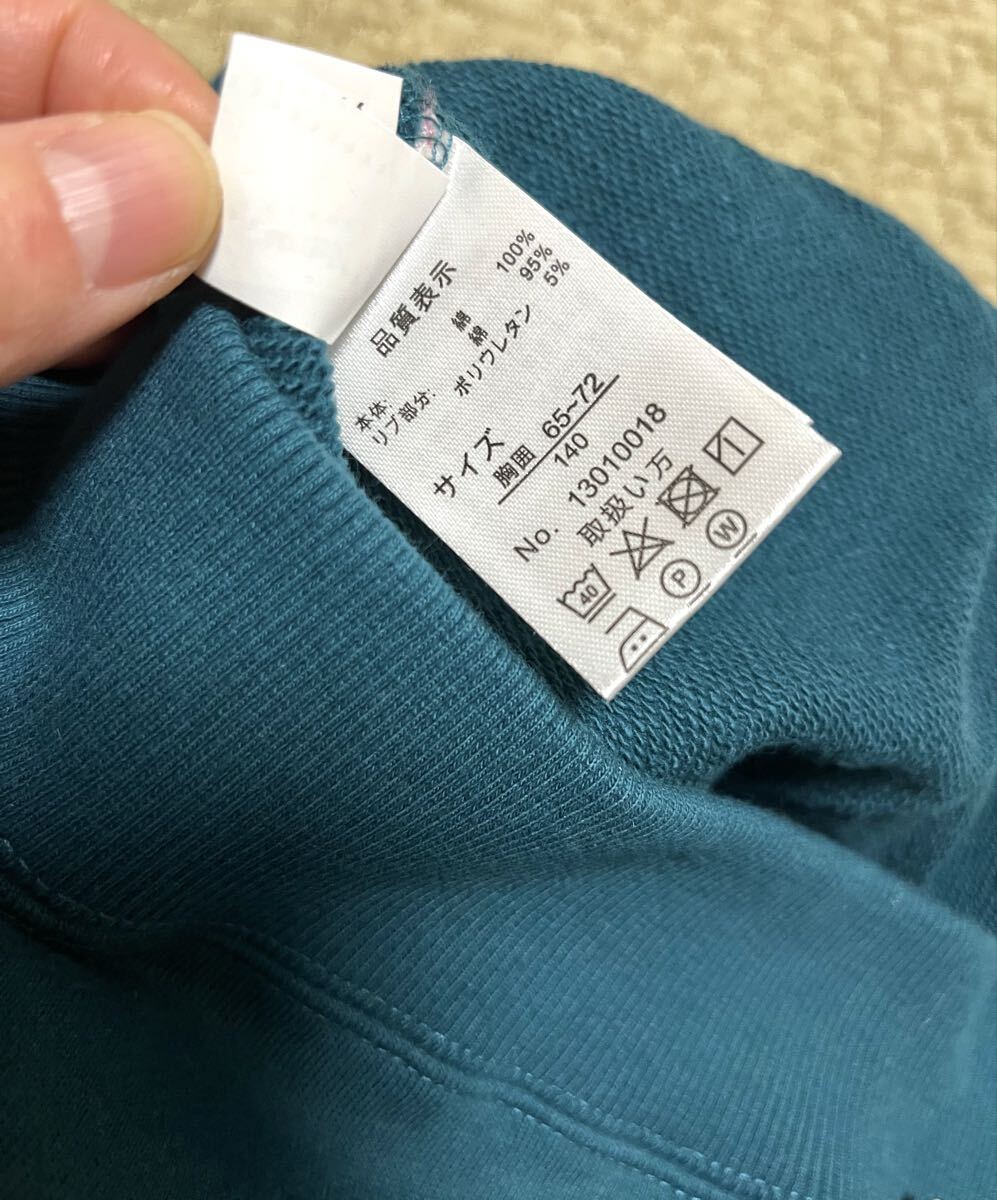 品質表示
本体: 綿 100%
リブ部分: 綿 95%
ポリウレタン 5%
サイズ
胸囲 65~72
140
No. 13010018
取扱い方
40
P
W